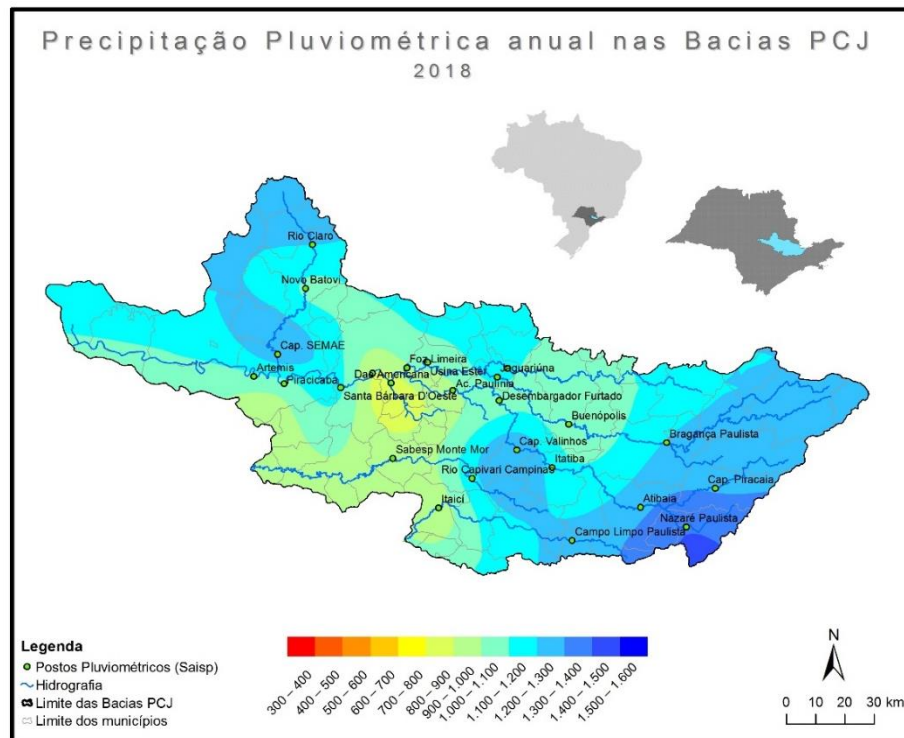 Precipitação Pluviométrica anual nas Bacias PCJ
2018
Rio Claro
Novo Batovi
Cap. SEMAE
Artemis
Piracicaba
Foz Limeira
Dae Americana
Usina Ester
Jaguariúna
Ac. Paulínia
Santa Bárbara D'Oeste
Desembargador Furtado
Buenópolis
Bragança Paulista
Cap. Valinhos
Sabesp Monte Mor
Itatiba
Rio Capivari Campinas
Cap. Piracaia
Itaici
Atibaia
Nazaré Paulista
Campo Limpo Paulista
Legenda
Postos Pluviométricos (Saisp)
Hidrografia
Limite das Bacias PCJ
Limite dos municípios
300 – 400
400 – 500
500 – 600
600 – 700
700 – 800
800 – 900
900 – 1.000
1.000 – 1.100
1.100 – 1.200
1.200 – 1.300
1.300 – 1.400
1.400 – 1.500
1.500 – 1.600
N
0 10 20 30 km